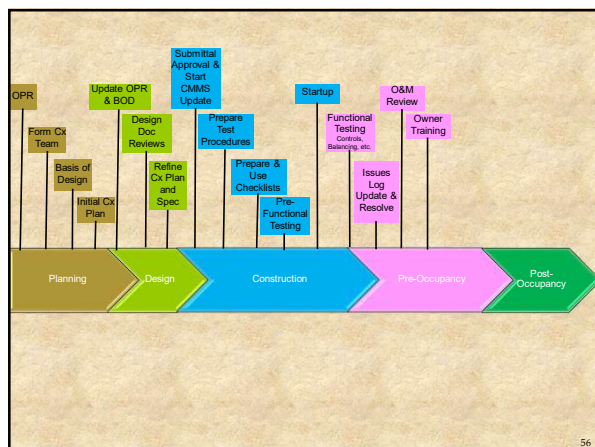 OPR
Form Cx
Team
Basis of
Design
Initial Cx
Plan
Update OPR
& BOD
Design
Doc
Reviews
Refine
Cx Plan
and
Spec
Submittal
Approval &
Start
CMMS
Update
Prepare
Test
Procedures
Prepare &
Use
Checklists
Pre-
Functional
Testing
Startup
Functional
Testing
Controls,
Balancing, etc.
Issues
Log
Update &
Resolve
O&M
Review
Owner
Training
Planning
Design
Construction
Pre-Occupancy
Post-
Occupancy
56